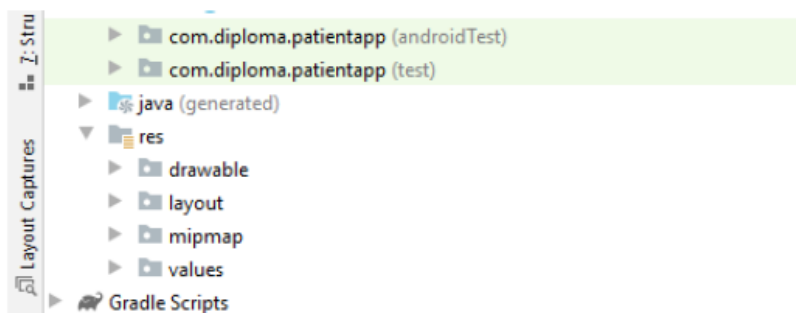 7: Stru
Layout Captures
com.diploma.patientapp (androidTest)
com.diploma.patientapp (test)
java (generated)
res
drawable
layout
mipmap
values
Gradle Scripts